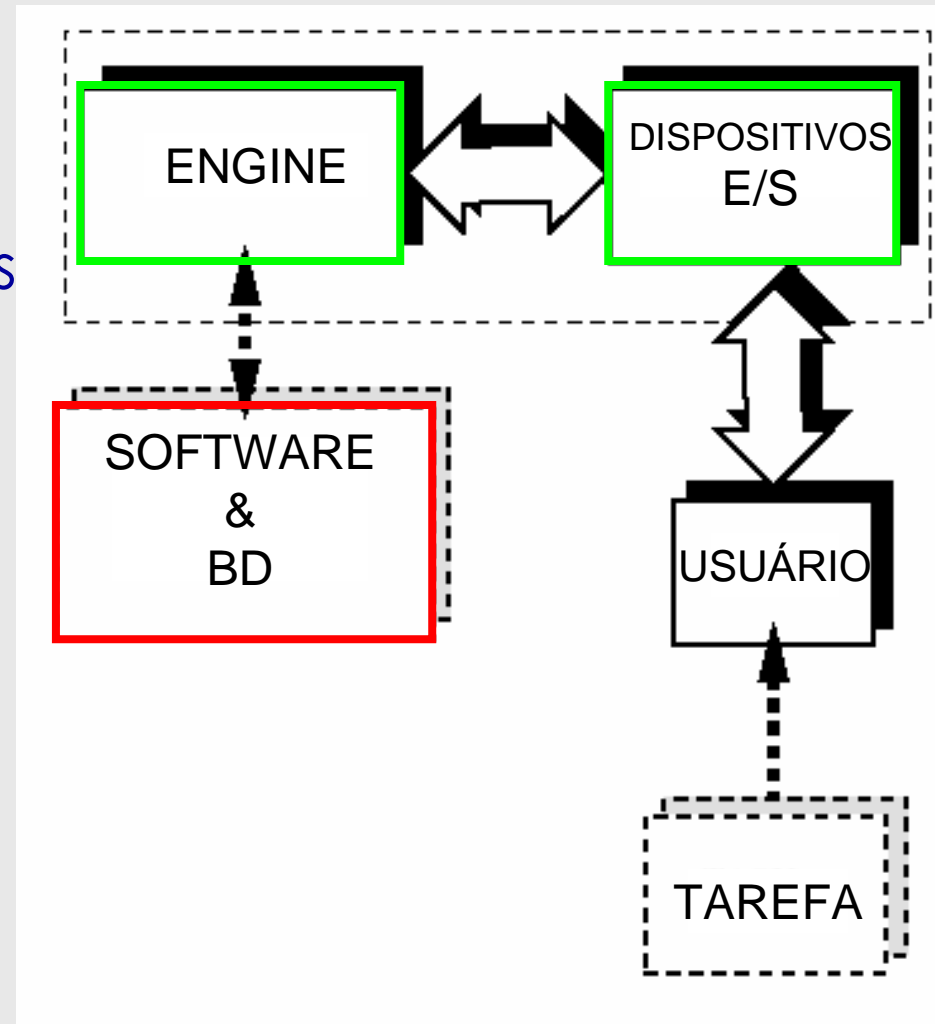 ENGINE
DISPOSITIVOS
E/S
S
SOFTWARE
&
BD
USUÁRIO
TAREFA